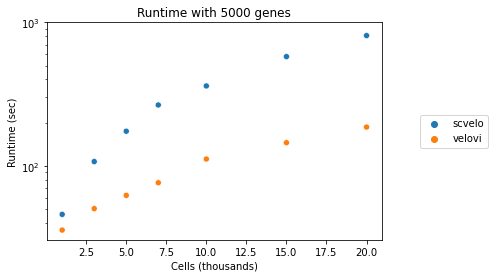 Runtime with 5000 genes
10³
10²
Runtime (sec)
2.5 5.0 7.5 10.0 12.5 15.0 17.5 20.0
Cells (thousands)
scvelo
velovi